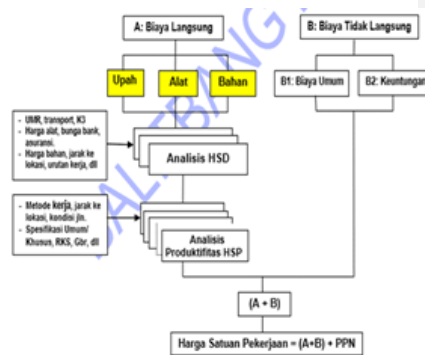 A: Biaya Langsung
B: Biaya Tidak Langsung
Upah
Alat
Bahan
B1: Biaya Umum
B2: Keuntungan
- UMR, transport, K3
- Harga alat, bunga bank,
asuransi.
- Harga bahan, jarak ke
lokasi, urutan kerja, dll
Analisis HSD
- Metode kerja, jarak ke
lokasi, kondisi jln.
- Spesifikasi Umum/
Khusus, RKS, Gbr, dll
Analisis
Produktifitas HSP
(A + B)
Harga Satuan Pekerjaan = (A+B) + PPN